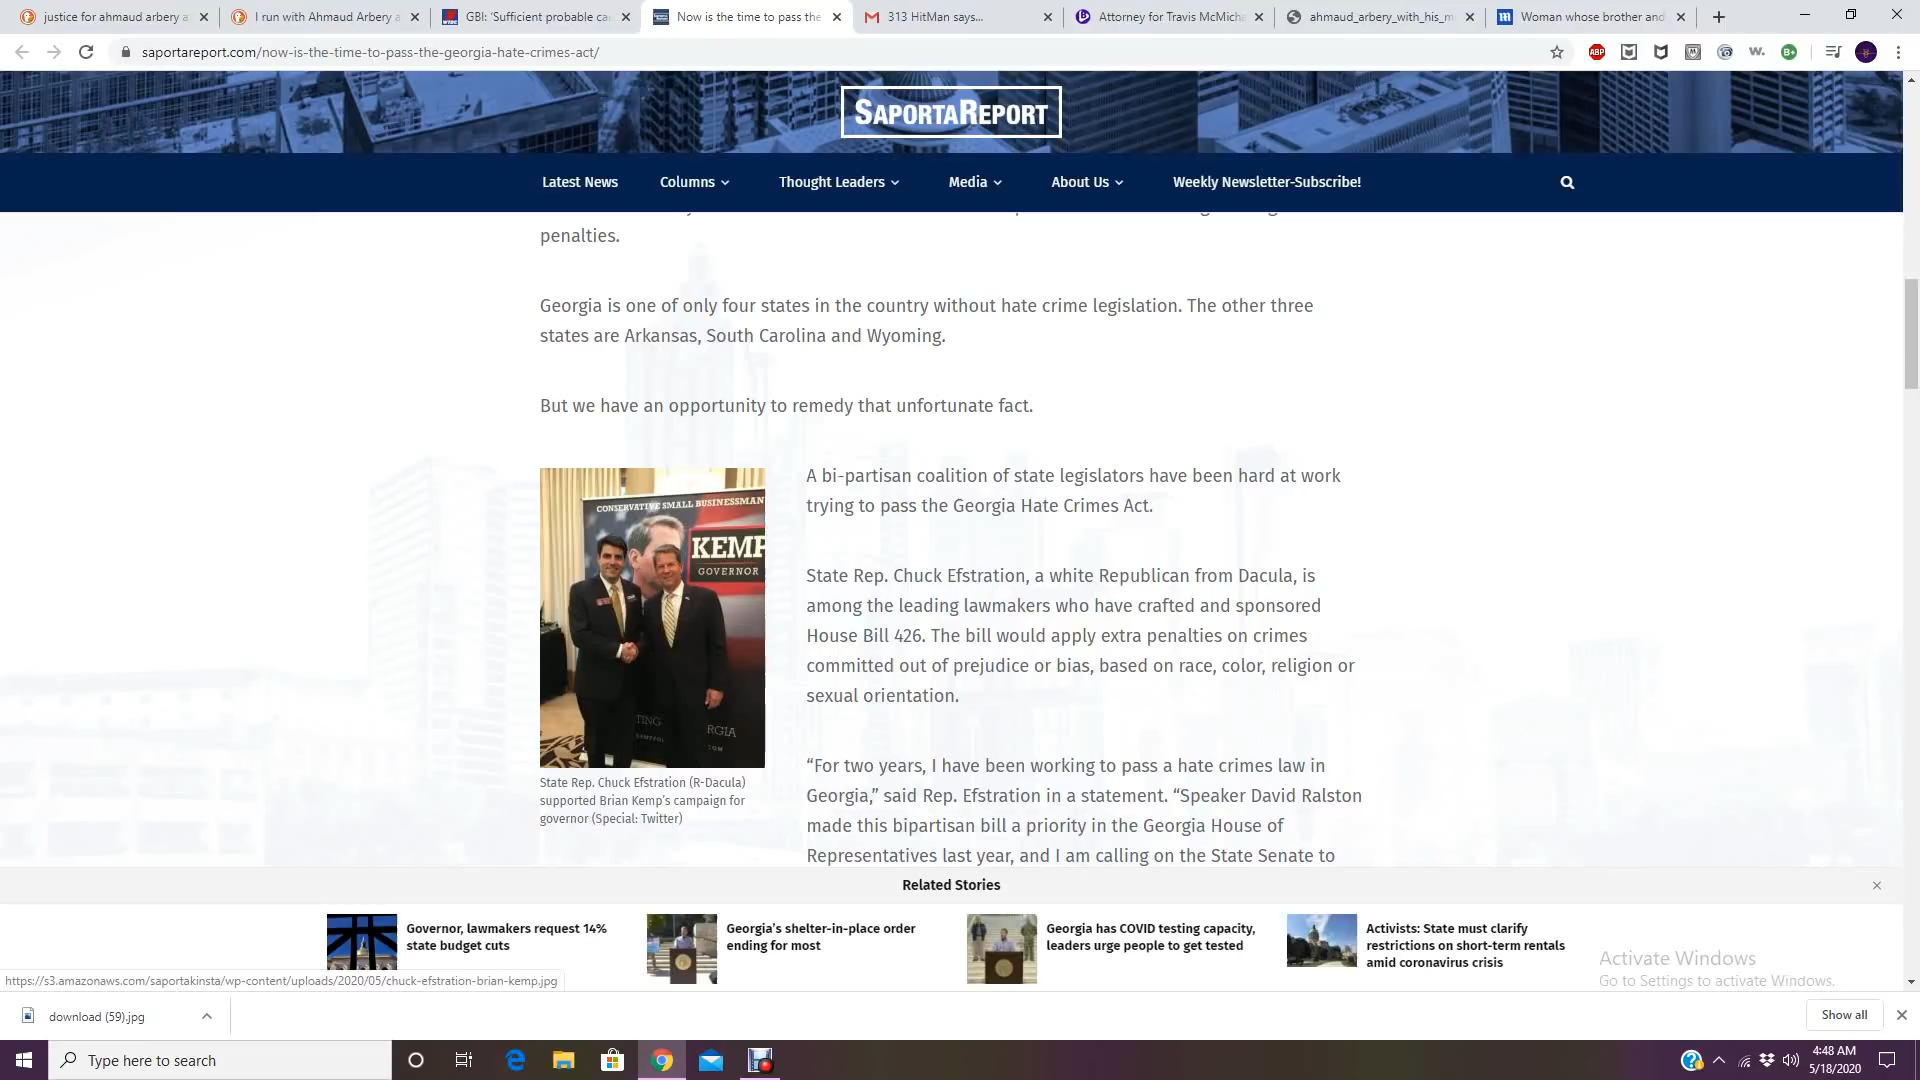 justice for ahmaud arbery a
I run with Ahmaud Arbery a
GBI: 'Sufficient probable ca
Now is the time to pass the
313 HitMan says...
Attorney for Travis McMicha
ahmaud_arbery_with_his_m
Woman whose brother and
saportareport.com/now-is-the-time-to-pass-the-georgia-hate-crimes-act/
ABP
W.
B+
SAPORTAREPORT
Latest News
Columns
Thought Leaders
Media
About Us
Weekly Newsletter-Subscribe!
penalties.
Georgia is one of only four states in the country without hate crime legislation. The other three
states are Arkansas, South Carolina and Wyoming.
But we have an opportunity to remedy that unfortunate fact.
CONSERVATIVE SMALL BUSINESSMAN
KEMP
GOVERNOR
A bi-partisan coalition of state legislators have been hard at work
trying to pass the Georgia Hate Crimes Act.
State Rep. Chuck Efstration, a white Republican from Dacula, is
among the leading lawmakers who have crafted and sponsored
House Bill 426. The bill would apply extra penalties on crimes
committed out of prejudice or bias, based on race, color, religion or
sexual orientation.
State Rep. Chuck Efstration (R-Dacula)
supported Brian Kemp's campaign for
governor (Special: Twitter)
“For two years, I have been working to pass a hate crimes law in
Georgia,” said Rep. Efstration in a statement. “Speaker David Ralston
made this bipartisan bill a priority in the Georgia House of
Representatives last year, and I am calling on the State Senate to
Related Stories
Governor, lawmakers request 14%
state budget cuts
Georgia’s shelter-in-place order
ending for most
Georgia has COVID testing capacity,
leaders urge people to get tested
Activists: State must clarify
restrictions on short-term rentals
amid coronavirus crisis
Activate Windows
Go to Settings to activate Windows.
https://s3.amazonaws.com/saportakinsta/wp-content/uploads/2020/05/chuck-efstration-brian-kemp.jpg
download (59).jpg
Show all
Type here to search
4:48 AM
5/18/2020